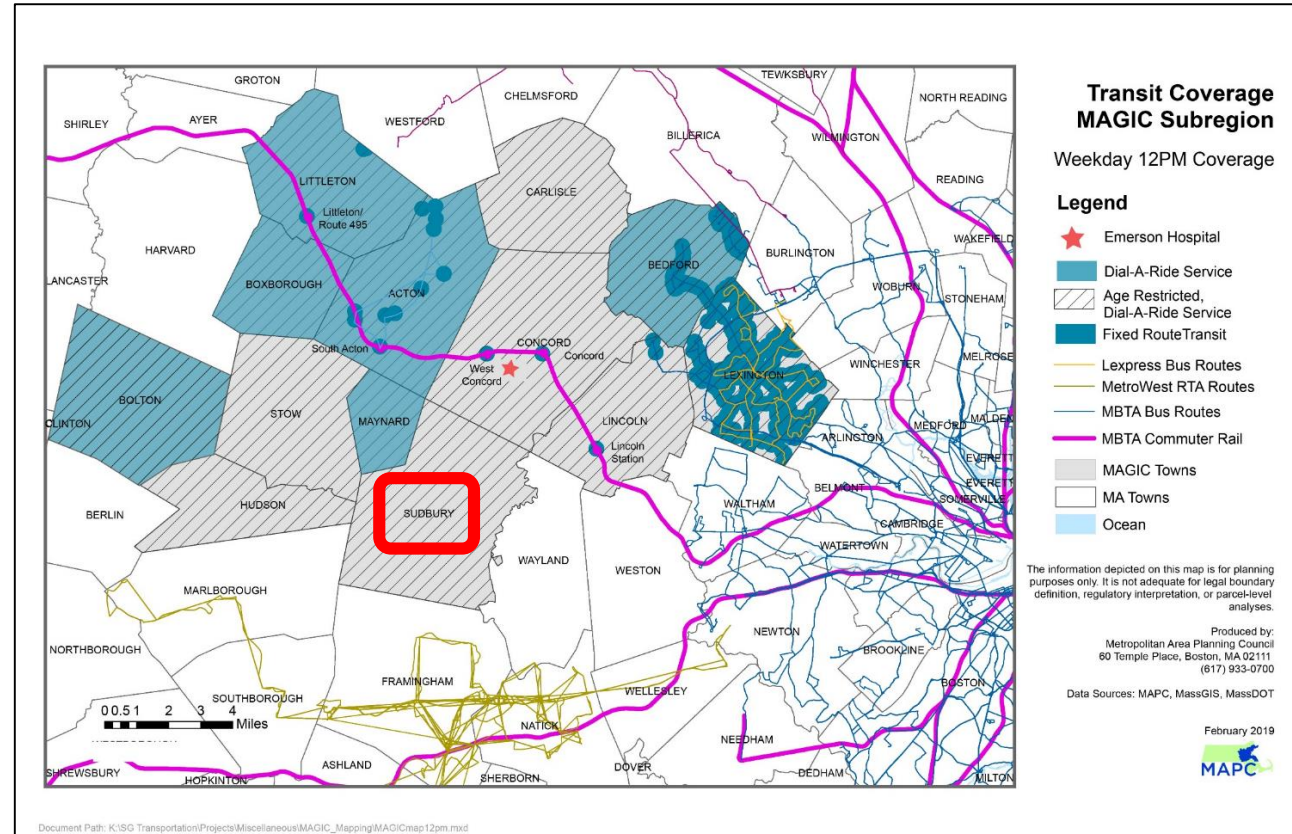 Transit Coverage
MAGIC Subregion
Weekday 12PM Coverage
Legend
Emerson Hospital
Dial-A-Ride Service
Age Restricted,
Dial-A-Ride Service
Fixed RouteTransit
Lexpress Bus Routes
MetroWest RTA Routes
MBTA Bus Routes
MBTA Commuter Rail
MAGIC Towns
MA Towns
Ocean
The information depicted on this map is for planning
purposes only. It is not adequate for legal boundary
definition, regulatory interpretation, or parcel-level
analyses.
Produced by:
Metropolitan Area Planning Council
60 Temple Place, Boston, MA 02111
(617) 933-0700
Data Sources: MAPC, MassGIS, MassDOT
February 2019
MAPC
GROTON
TEWKSBURY
CHELMSFORD
NORTH READING
SHIRLEY
AYER
WESTFORD
BILLERICA
WILMINGTON
READING
LITTLETON
CARLISLE
Littleton/
Route 495
HARVARD
WAKEFIELD
BURLINGTON
BEDFORD
LANCASTER
BOXBOROUGH
ACTON
WOBURN
STONEHAM
South Acton
CONCORD
Concord
West
Concord
WINCHESTER
MELROSE
LEXINGTON
BOLTON
STOW
CLINTON
MAYNARD
LINCOLN
Lincoln
Station
MEDFORD
MALDEN
ARLINGTON
EVERETT
EVERETT
BELMONT
SOMERVILLE
HUDSON
SUDBURY
BERLIN
WALTHAM
CAMBRIDGE
WATERTOWN
WAYLAND
WESTON
MARLBOROUGH
NEWTON
BROOKLINE
NORTHBOROUGH
FRAMINGHAM
BOSTON
SOUTHBOROUGH
WELLESLEY
0 0.5 1 2 3 4
Miles
NATICK
NEEDHAM
ASHLAND
DOVER
DEDHAM
SHREWSBURY
HOPKINTON
SHERBORN
MILTON
Document Path: K:\SG Transportation\Projects\Miscellaneous\MAGIC_Mapping\MAGICmap12pm.mxd